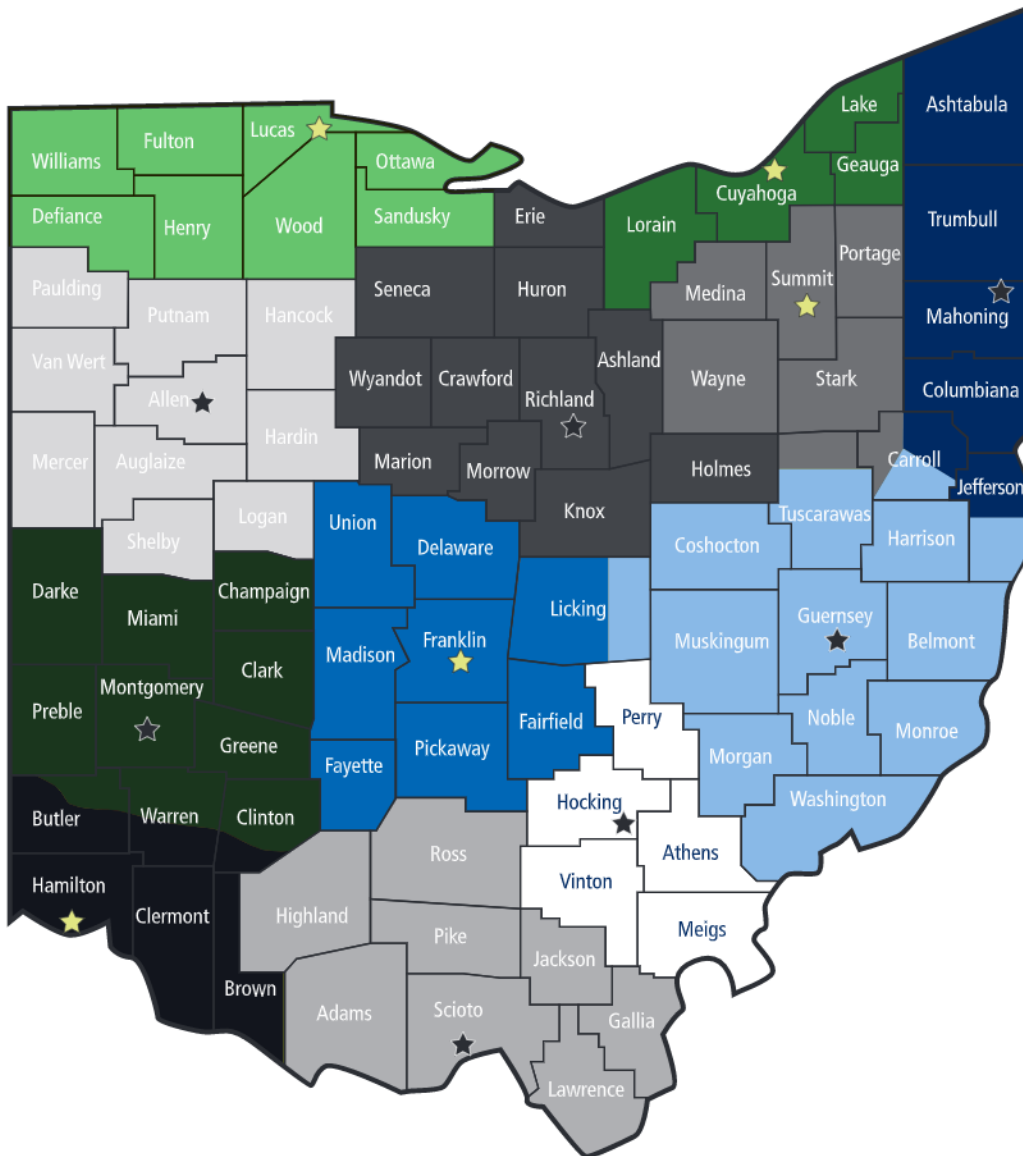 Lake
Ashtabula
Lucas
Fulton
Williams
Ottawa
Geauga
Cuyahoga
Defiance
Henry
Wood
Sandusky
Erie
Lorain
Trumbull
Portage
Summit
Medina
Paulding
Putnam
Hancock
Seneca
Huron
Mahoning
Van Wert
Allen
Wyandot
Crawford
Richland
Ashland
Wayne
Stark
Columbiana
Hardin
Mercer
Auglaize
Marion
Morrow
Holmes
Carroll
Jefferson
Knox
Logan
Union
Tuscarawas
Shelby
Delaware
Coshocton
Harrison
Darke
Champaign
Licking
Miami
Guernsey
Franklin
Muskingum
Belmont
Madison
Clark
Montgomery
Preble
Perry
Fairfield
Noble
Monroe
Greene
Pickaway
Morgan
Fayette
Hocking
Washington
Butler
Warren
Clinton
Ross
Athens
Vinton
Hamilton
Clermont
Highland
Pike
Meigs
Jackson
Brown
Adams
Scioto
Gallia
Lawrence